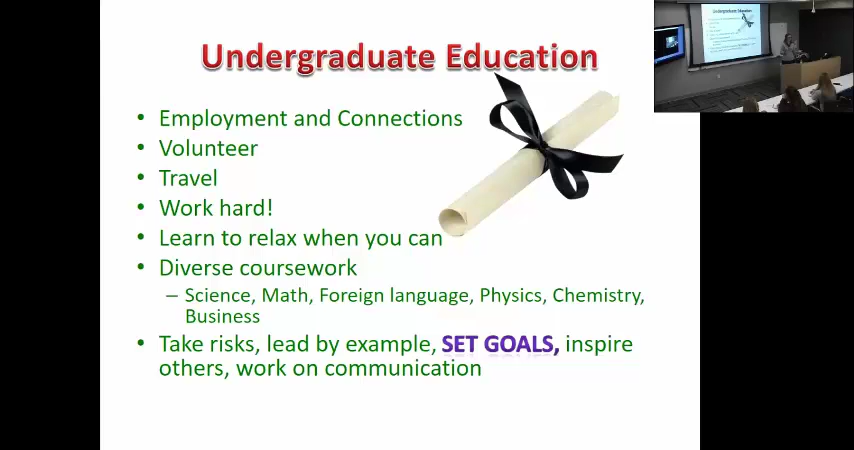 Undergraduate Education
• Employment and Connections
• Volunteer
• Travel
• Work hard!
• Learn to relax when you can
• Diverse coursework
– Science, Math, Foreign language, Physics, Chemistry,
Business
• Take risks, lead by example, SET GOALS, inspire
others, work on communication